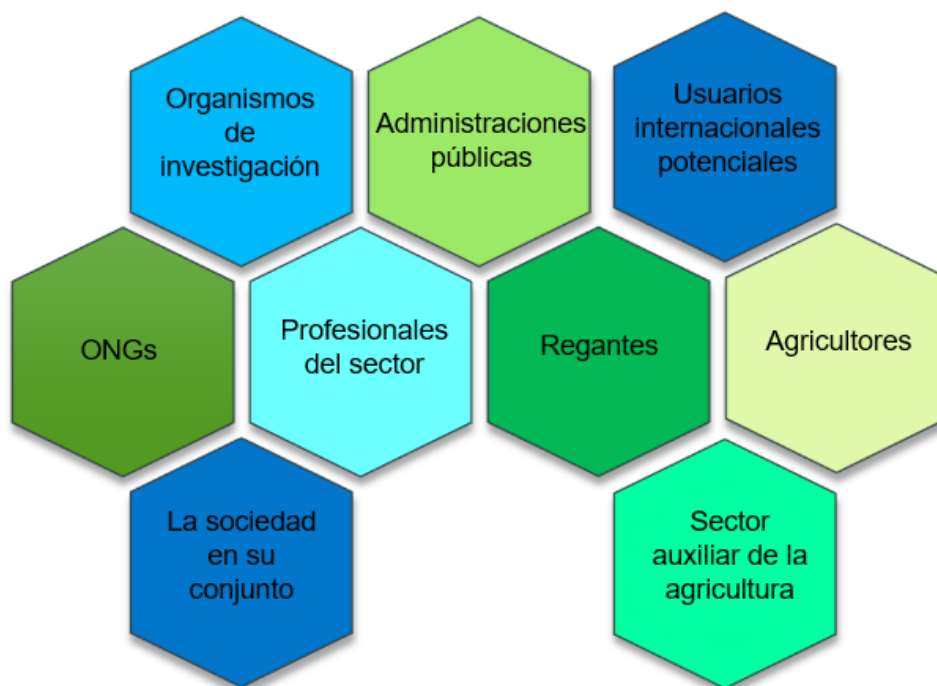 Organismos
de
investigación
Administraciones
públicas
Usuarios
internacionales
potenciales
ONGs
Profesionales
del sector
Regantes
Agricultores
La sociedad
en su
conjunto
Sector
auxiliar de la
agricultura